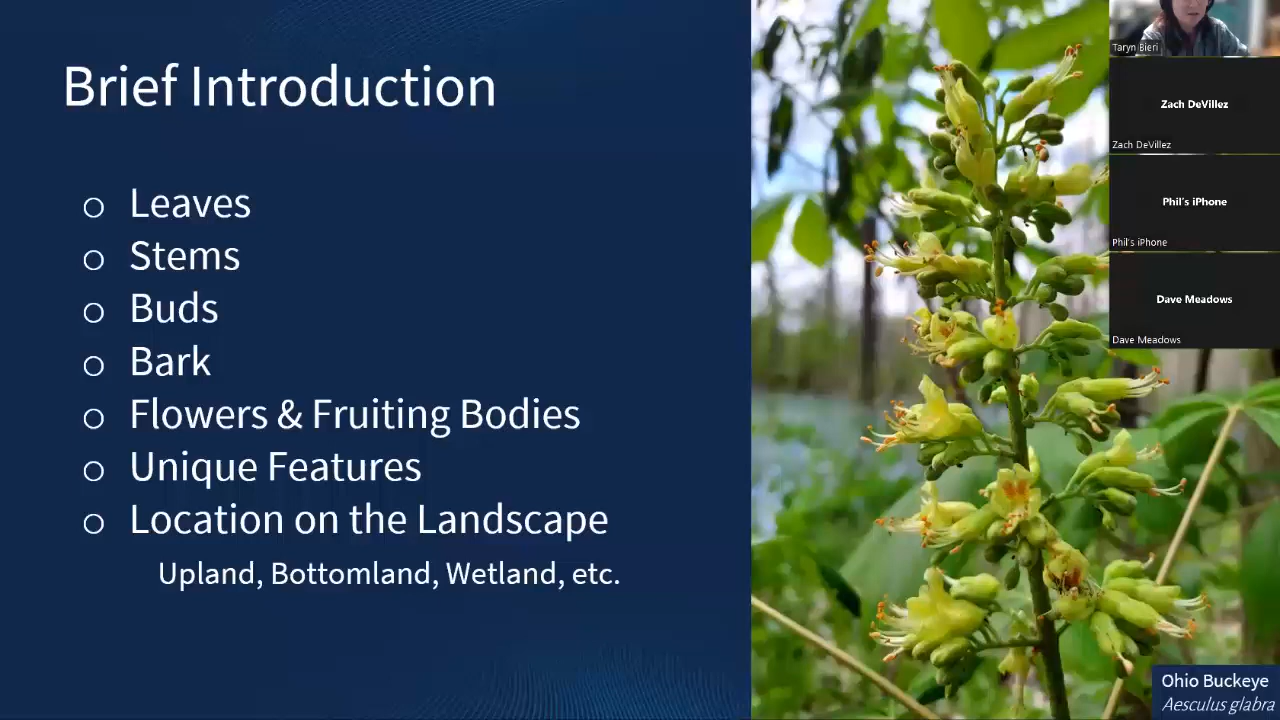 Brief Introduction
Leaves
Stems
Buds
Bark
Flowers & Fruiting Bodies
Unique Features
Location on the Landscape
Upland, Bottomland, Wetland, etc.
Taryn Bieri
Zach DeVillez
Zach DeVillez
Phil's iPhone
Phil's iPhone
Dave Meadows
Dave Meadows
Ohio Buckeye
Aesculus glabra